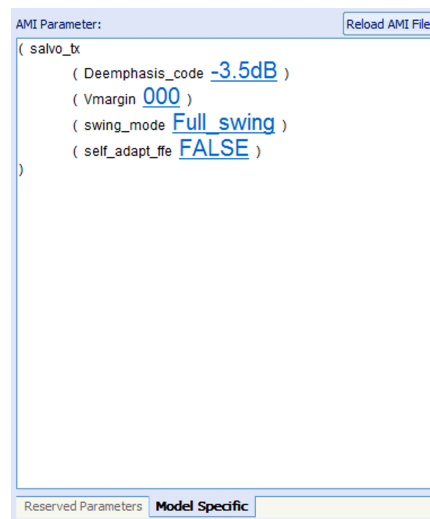 AMI Parameter: Reload AMI File
( salvo_tx
( Deemphasis_code -3.5dB )
( Vmargin 000 )
( swing_mode Full_swing )
( self_adapt_ffe FALSE )
)
Reserved Parameters Model Specific